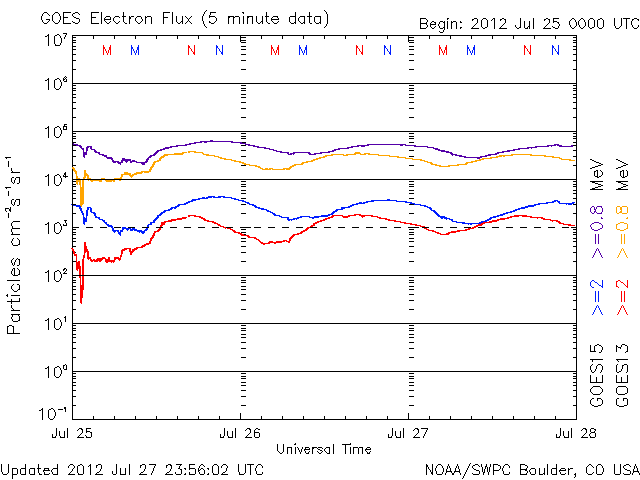 GOES Electron Flux (5 minute data)
Begin: 2012 Jul 25 0000 UTC
M M N N M M N N M M N N
10⁷
10⁶
10⁵
10⁴
10³
10²
10¹
10⁰
10⁻¹
Particles cm⁻²s⁻¹sr⁻¹
Jul 25 Jul 26 Jul 27 Jul 28
Universal Time
GOES15 >=2 >=0.8 MeV
GOES13 >=2 >=0.8 MeV
Updated 2012 Jul 27 23:56:02 UTC
NOAA/SWPC Boulder, CO USA